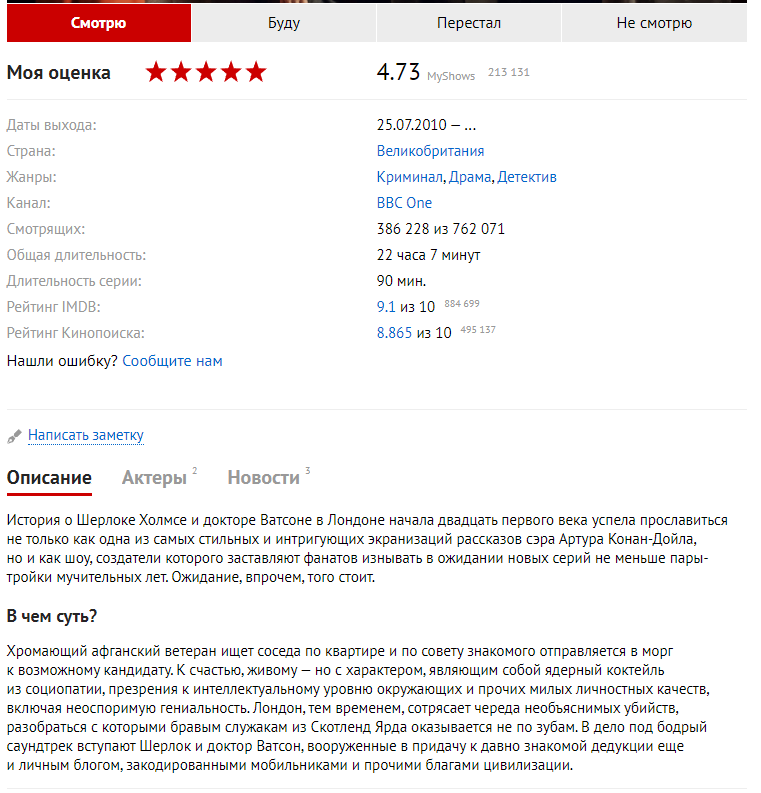 Смотрю Буду Перестал Не смотрю
Моя оценка 4.73 MyShows 213 131
Даты выхода: 25.07.2010 — ...
Страна: Великобритания
Жанры: Криминал, Драма, Детектив
Канал: BBC One
Смотрящих: 386 228 из 762 071
Общая длительность: 22 часа 7 минут
Длительность серии: 90 мин.
Рейтинг IMDB: 9.1 из 10 884 699
Рейтинг Кинопоиска: 8.865 из 10 495 137
Нашли ошибку? Сообщите нам
Написать заметку
Описание Актеры 2 Новости 3
История о Шерлоке Холмсе и докторе Ватсоне в Лондоне начала двадцать первого века успела прославиться
не только как одна из самых стильных и интригующих экранизаций рассказов сэра Артура Конан-Дойла,
но и как шоу, создатели которого заставляют фанатов изнывать в ожидании новых серий не меньше пары-
тройки мучительных лет. Ожидание, впрочем, того стоит.
В чем суть?
Хромающий афганский ветеран ищет соседа по квартире и по совету знакомого отправляется в морг
к возможному кандидату. К счастью, живому — но с характером, являющим собой ядерный коктейль
из социопатии, презрения к интеллектуальному уровню окружающих и прочих милых личностных качеств,
включая неоспоримую гениальность. Лондон, тем временем, сотрясает череда необъяснимых убийств,
разобраться с которыми бравым служакам из Скотленд Ярда оказывается не по зубам. В дело под бодрый
саундтрек вступают Шерлок и доктор Ватсон, вооруженные в придачу к давно знакомой дедукции еще
и личным блогом, закодированными мобильниками и прочими благами цивилизации.